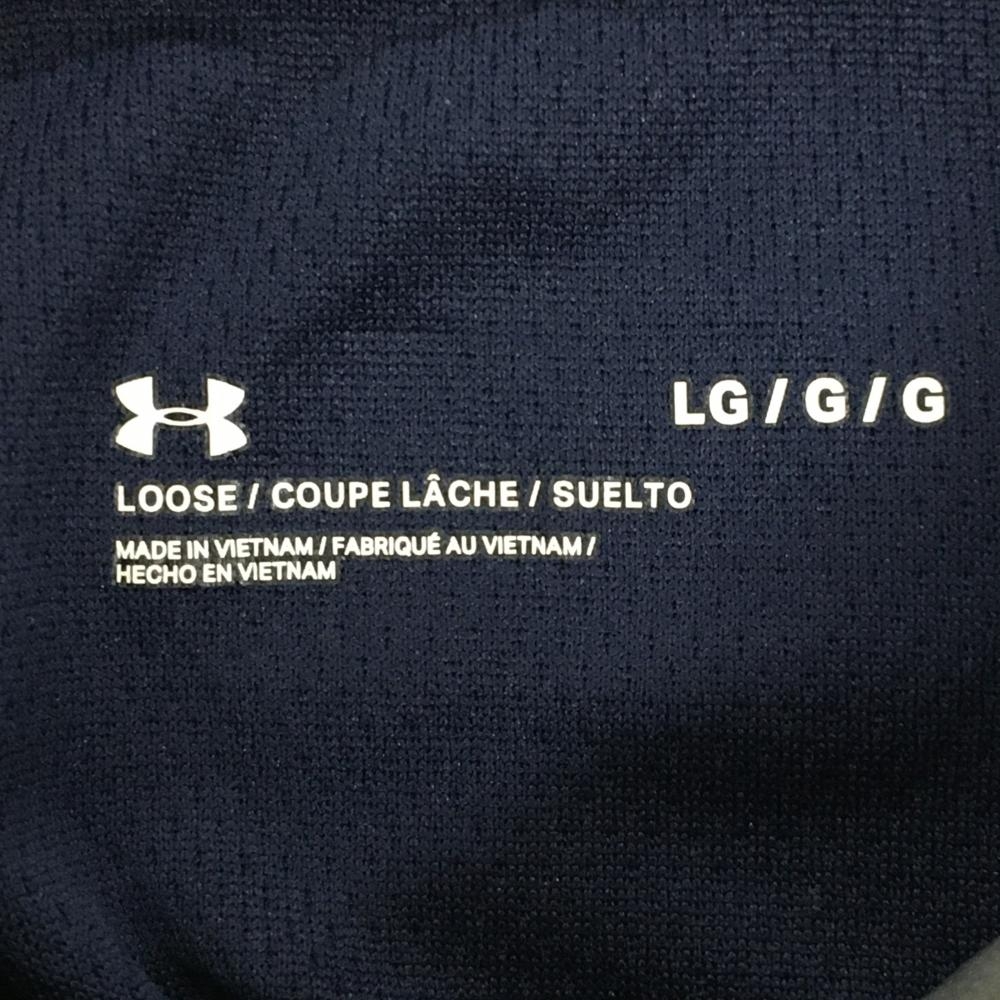 LG / G / G
LOOSE / COUPE LÂCHE / SUELTO
MADE IN VIETNAM / FABRIQUÉ AU VIETNAM /
HECHO EN VIETNAM